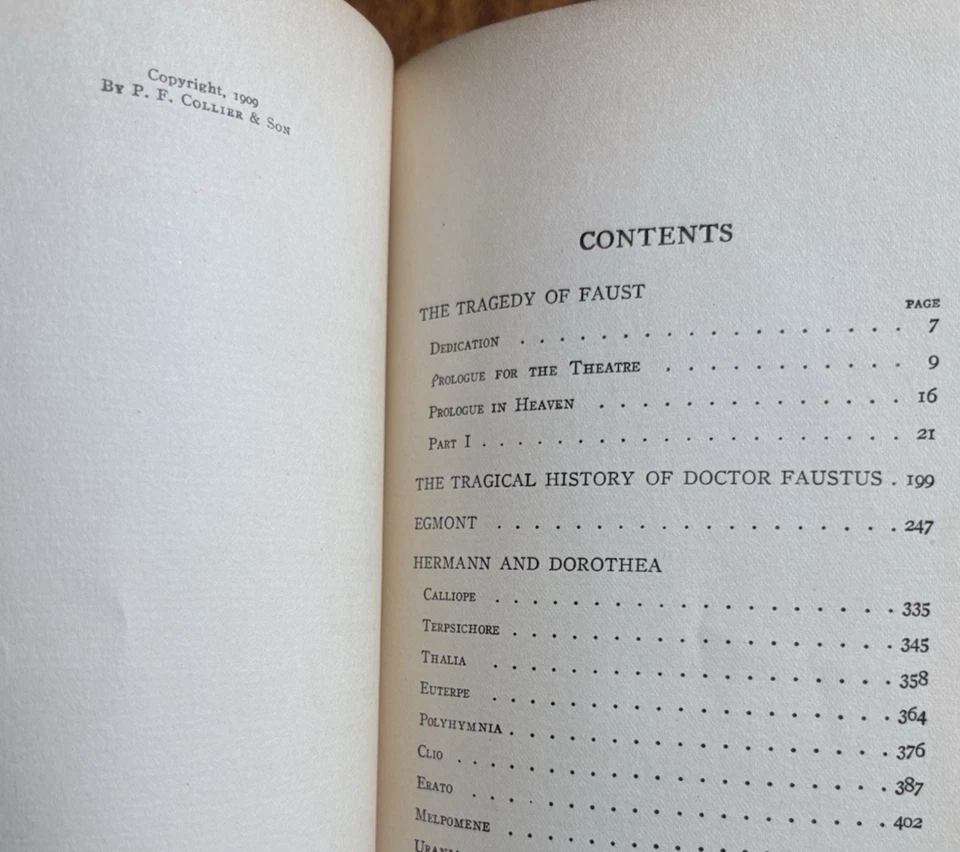 Copyright, 1909
By P. F. Collier & Son
CONTENTS
THE TRAGEDY OF FAUST
PAGE
Dedication . . . . . . . . . . . . . . . . . 7
Prologue for the Theatre . . . . . . . . . . . 9
Prologue in Heaven . . . . . . . . . . . . . . 16
Part I . . . . . . . . . . . . . . . . . . 21
THE TRAGICAL HISTORY OF DOCTOR FAUSTUS . 199
EGMONT . . . . . . . . . . . . . . . . . 247
HERMANN AND DOROTHEA
Calliope . . . . . . . . . . . . . . . . . 335
Terpsichore . . . . . . . . . . . . . . . . 345
Thalia . . . . . . . . . . . . . . . . . 358
Euterpe . . . . . . . . . . . . . . . . . 364
Polyhymnia . . . . . . . . . . . . . . . . 376
Clio . . . . . . . . . . . . . . . . . . . 387
Erato . . . . . . . . . . . . . . . . . . 402
Melpomene . . . . . . . . . . . . . . . .